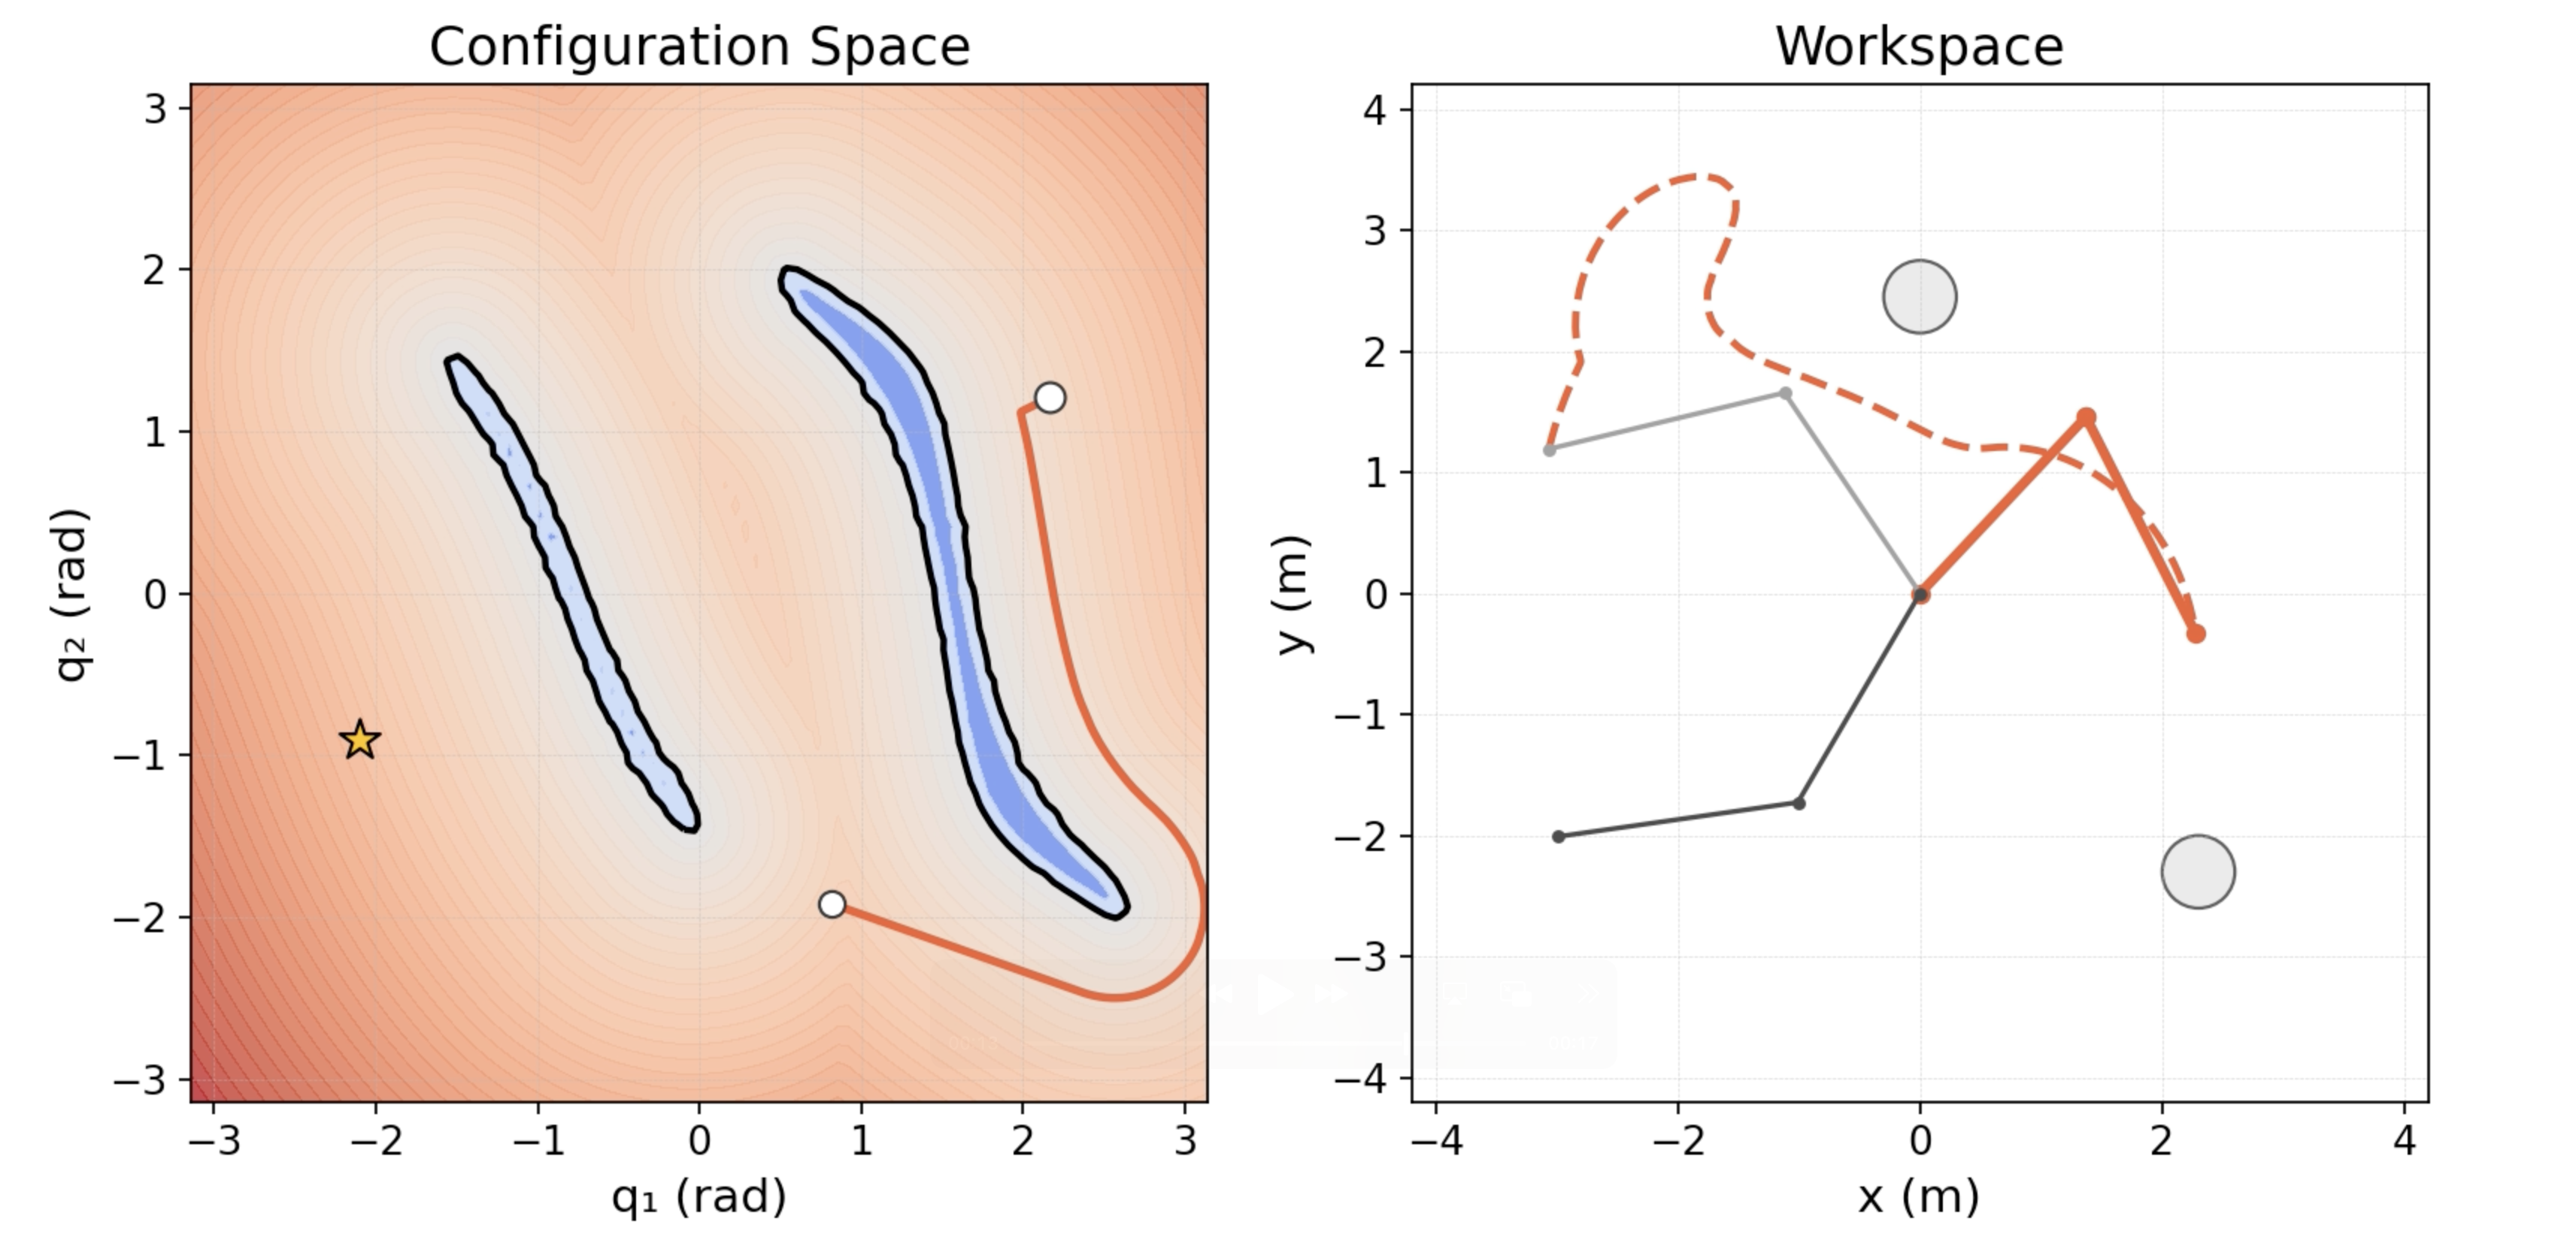 Configuration Space
3
2
1
0
−1
−2
−3
q₂ (rad)
−3 −2 −1 0 1 2 3
q₁ (rad)
Workspace
4
3
2
1
0
−1
−2
−3
−4
y (m)
−4 −2 0 2 4
x (m)